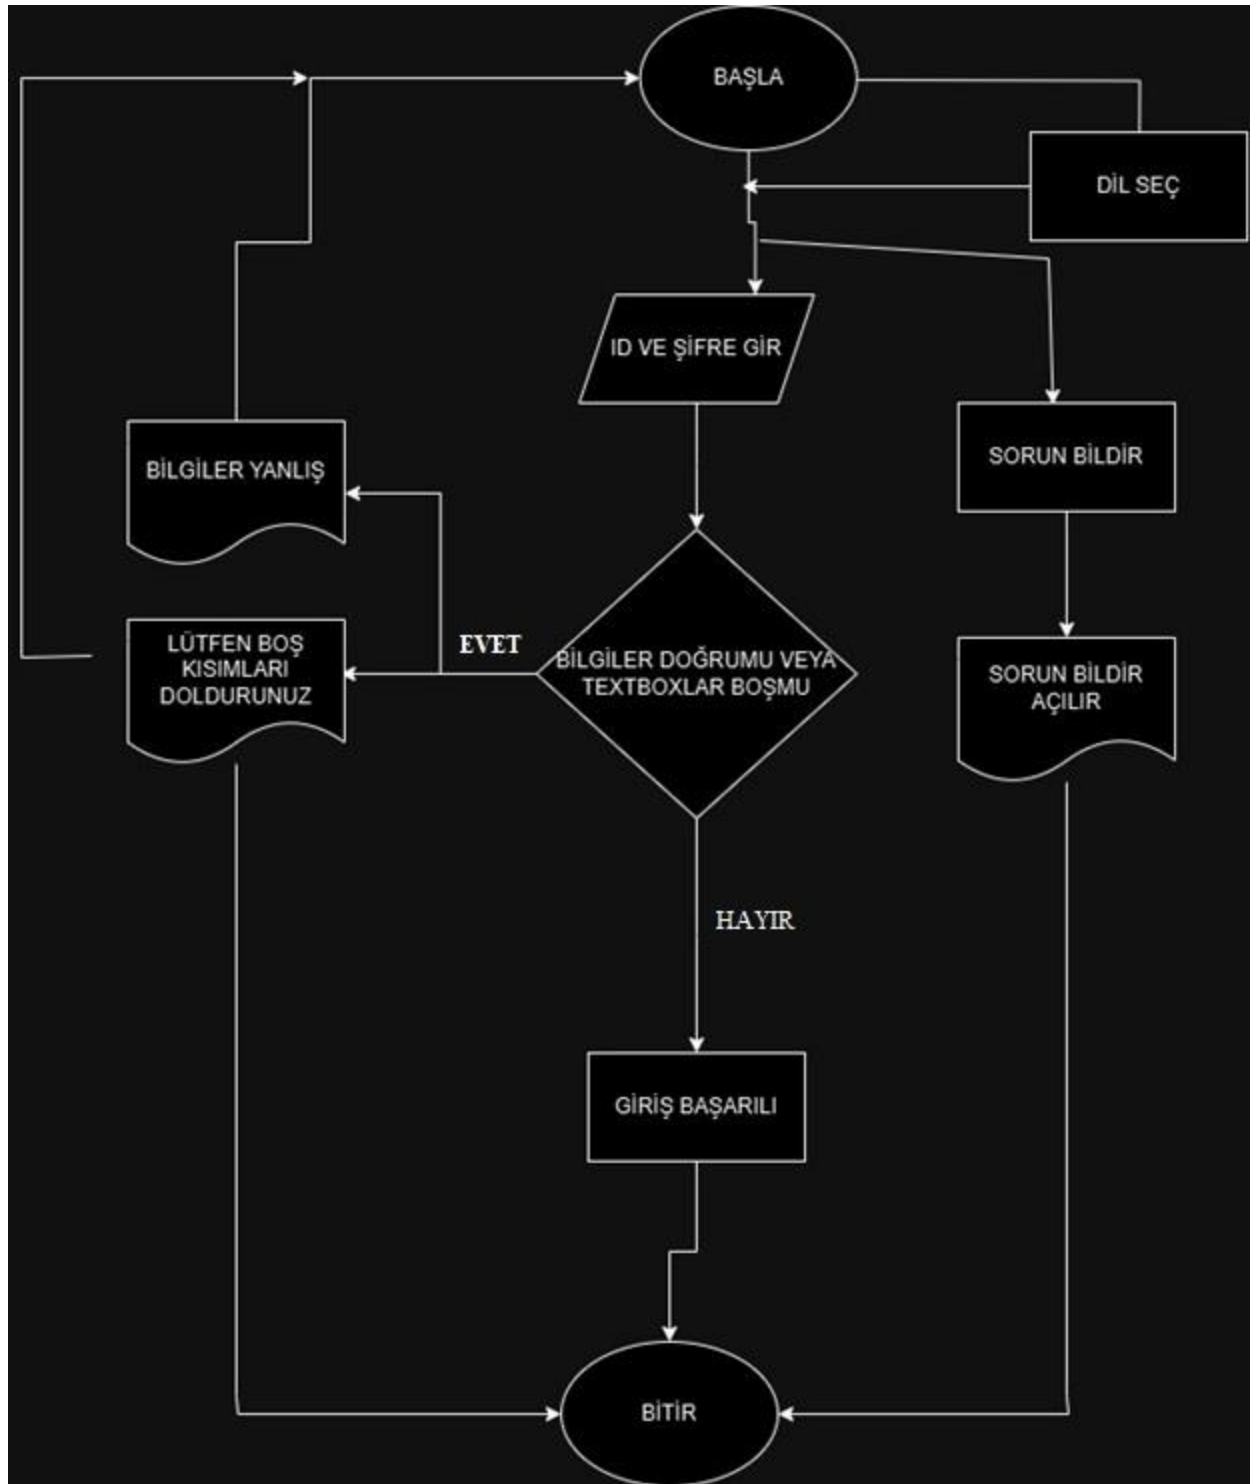 BAŞLA
DİL SEÇ
ID VE ŞİFRE GİR
BİLGİLER YANLIŞ
SORUN BİLDİR
EVET
LÜTFEN BOŞ
KISIMLARI
DOLDURUNUZ
BİLGİLER DOĞRUMU VEYA
TEXTBOXLAR BOŞMU
SORUN BİLDİR
AÇILIR
HAYIR
GİRİŞ BAŞARILI
BİTİR